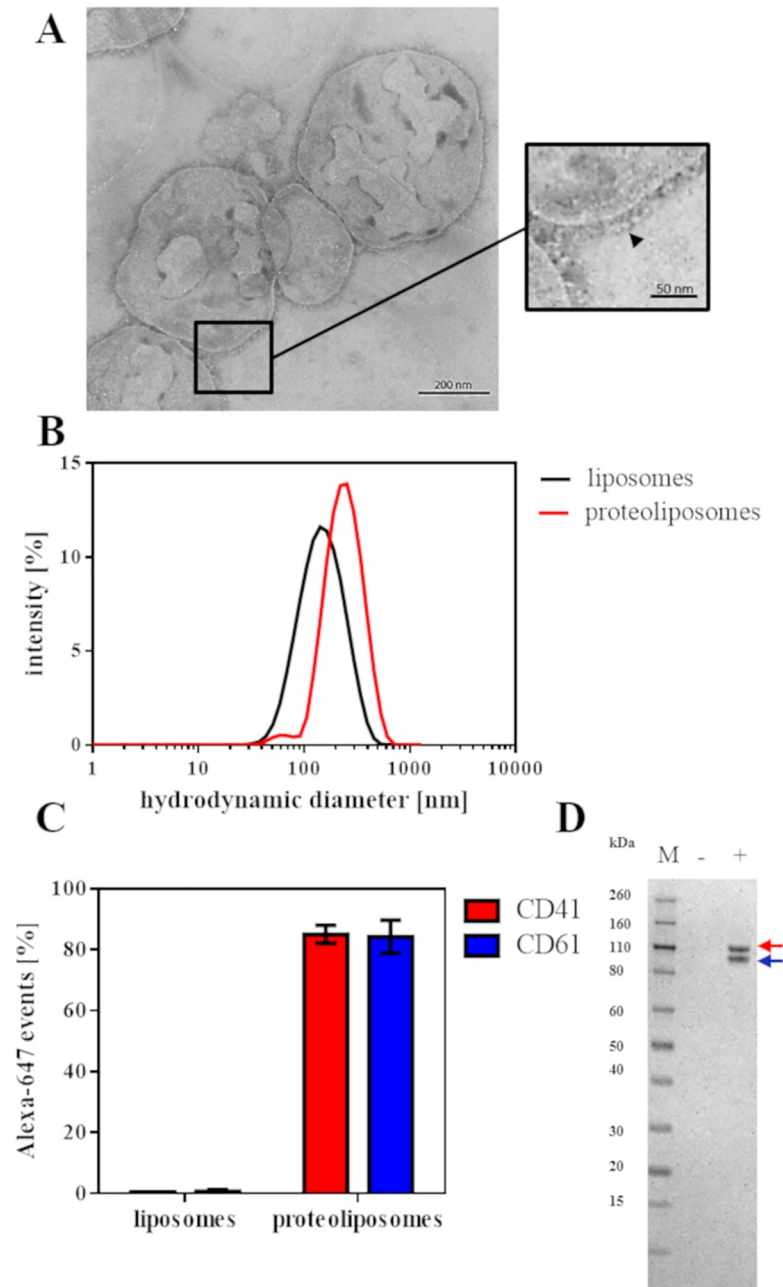 A
50 nm
200 nm
B
15
10
5
0
intensity [%]
1 10 100 1000 10000
hydrodynamic diameter [nm]
liposomes
proteoliposomes
C
100
80
60
40
20
0
Alexa-647 events [%]
liposomes proteoliposomes
CD41
CD61
D
kDa
M - +
260
160
110
80
60
50
40
30
20
15